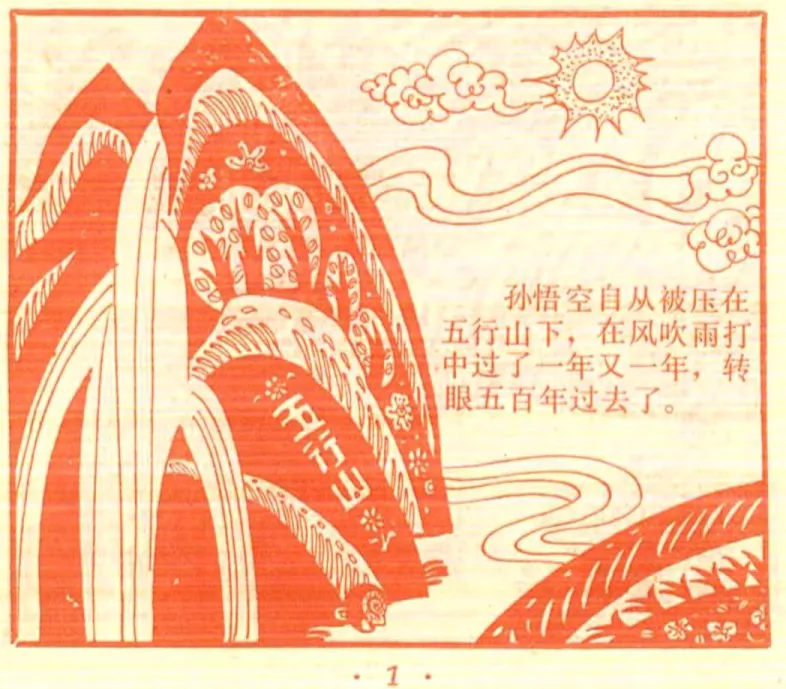 孙悟空自从被压在
五行山下，在风吹雨打
中过了一年又一年，转
眼五百年过去了。
五行山
· 1 ·